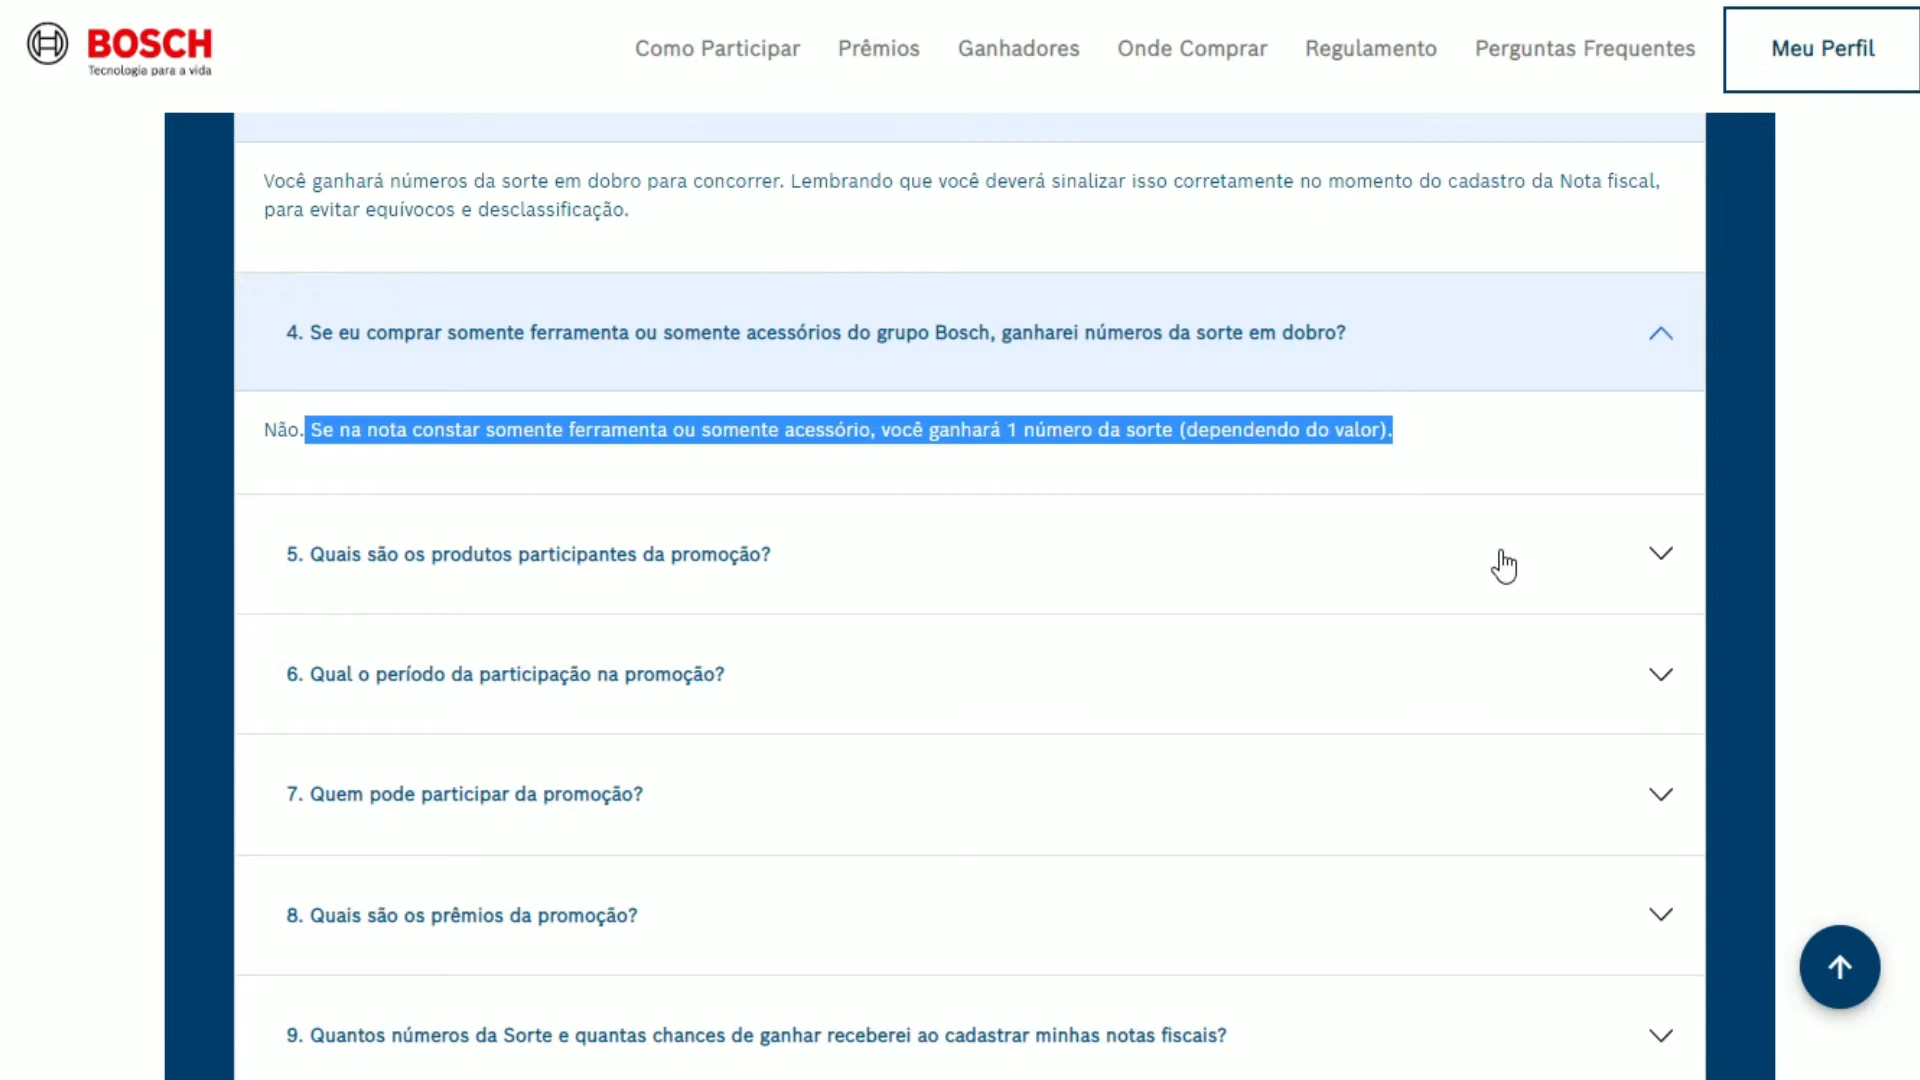 BOSCH
Tecnologia para a vida
Como Participar
Prêmios
Ganhadores
Onde Comprar
Regulamento
Perguntas Frequentes
Meu Perfil
Você ganhará números da sorte em dobro para concorrer. Lembrando que você deverá sinalizar isso corretamente no momento do cadastro da Nota fiscal,
para evitar equívocos e desclassificação.
4. Se eu comprar somente ferramenta ou somente acessórios do grupo Bosch, ganharei números da sorte em dobro?
Não. Se na nota constar somente ferramenta ou somente acessório, você ganhará 1 número da sorte (dependendo do valor).
5. Quais são os produtos participantes da promoção?
6. Qual o período da participação na promoção?
7. Quem pode participar da promoção?
8. Quais são os prêmios da promoção?
9. Quantos números da Sorte e quantas chances de ganhar receberei ao cadastrar minhas notas fiscais?